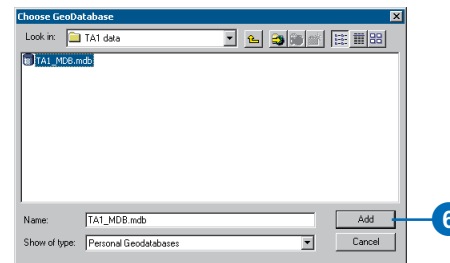 Choose GeoDatabase
Look in: TA1 data
TA1_MDB.mdb
Name: TA1_MDB.mdb Add
6
Show of type: Personal Geodatabases Cancel